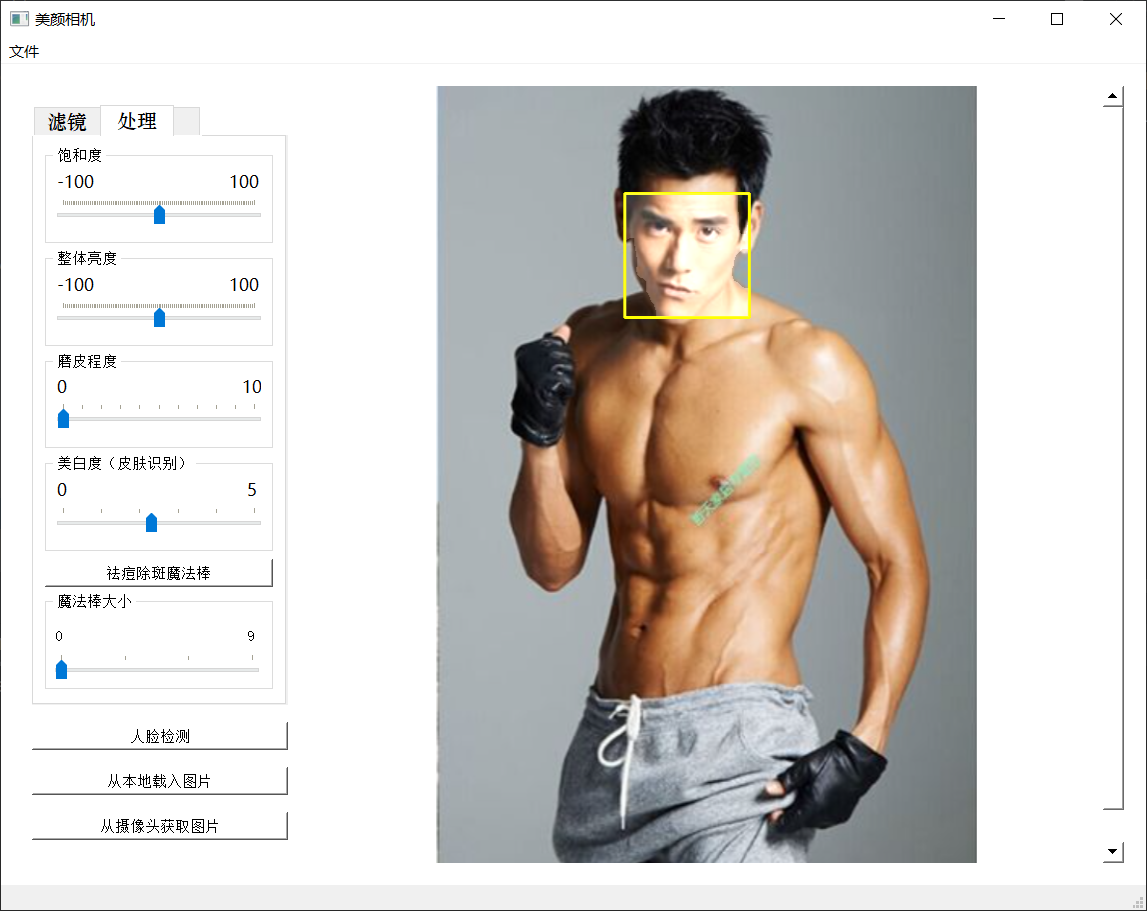 美颜相机
文件
滤镜
处理
饱和度
-100 100
整体亮度
-100 100
磨皮程度
0 10
美白度（皮肤识别）
0 5
祛痘除斑魔法棒
魔法棒大小
0 9
人脸检测
从本地载入图片
从摄像头获取图片